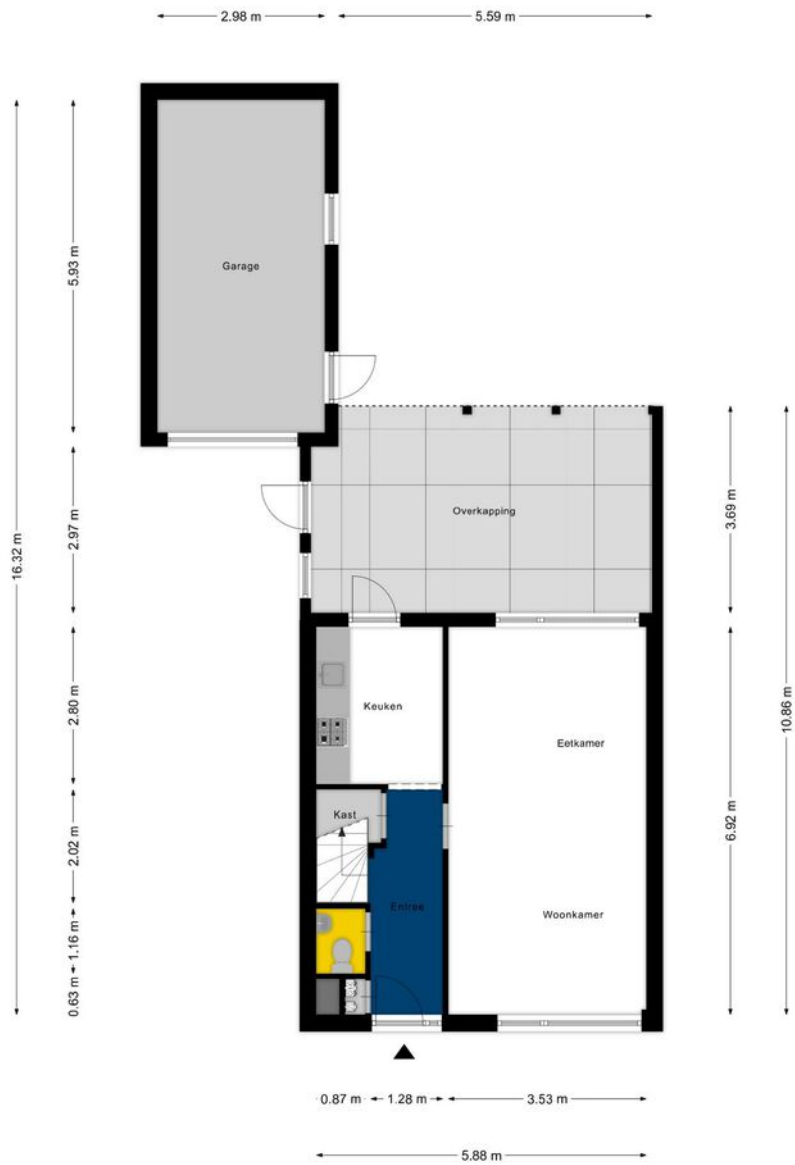 2.98 m
5.59 m
Garage
5.93 m
16.32 m
2.97 m
Overkapping
3.69 m
10.86 m
Keuken
2.80 m
Eetkamer
6.92 m
Kast
2.02 m
Entree
Woonkamer
1.16 m
0.63 m
0.87 m
1.28 m
3.53 m
5.88 m